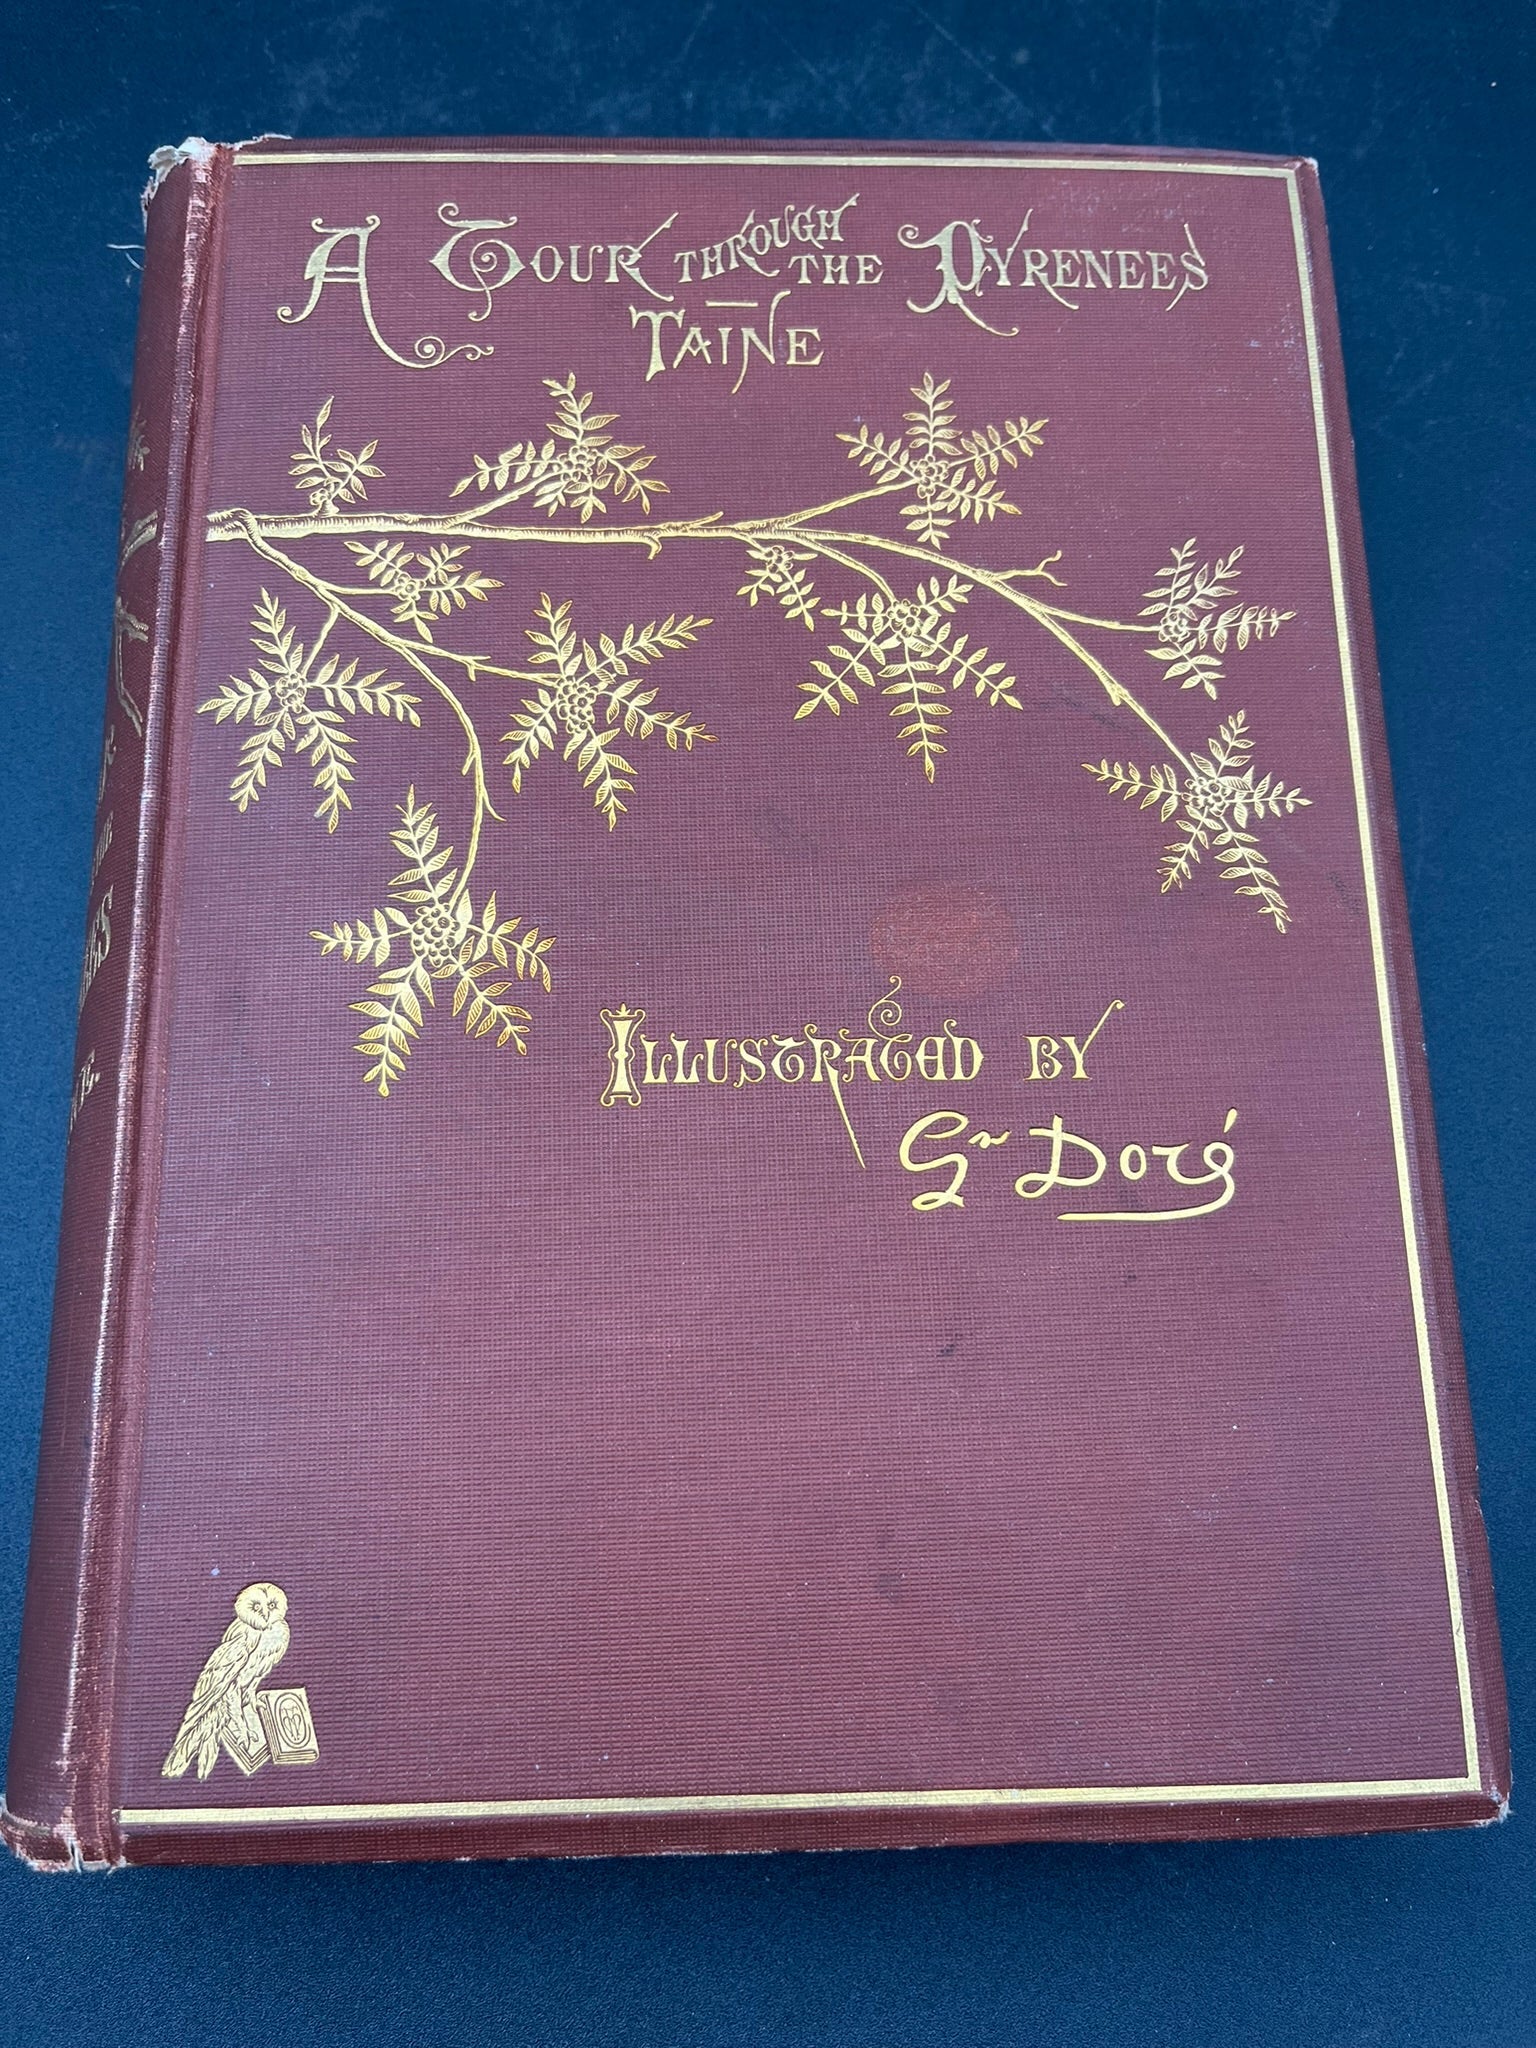 A Tour through the Pyrenees
Taine
Illustrated by
Gve Doré